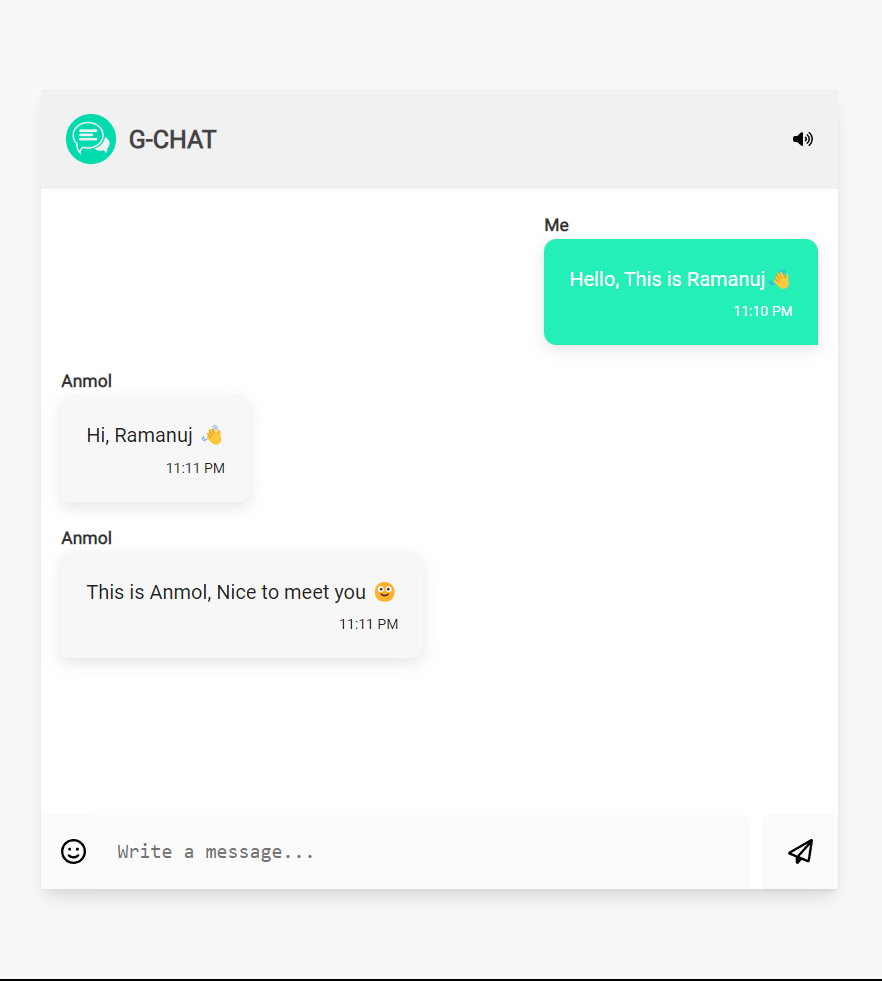 G-CHAT
Me
Hello, This is Ramanuj 👋
11:10 PM
Anmol
Hi, Ramanuj 👋
11:11 PM
Anmol
This is Anmol, Nice to meet you 🙂
11:11 PM
Write a message...